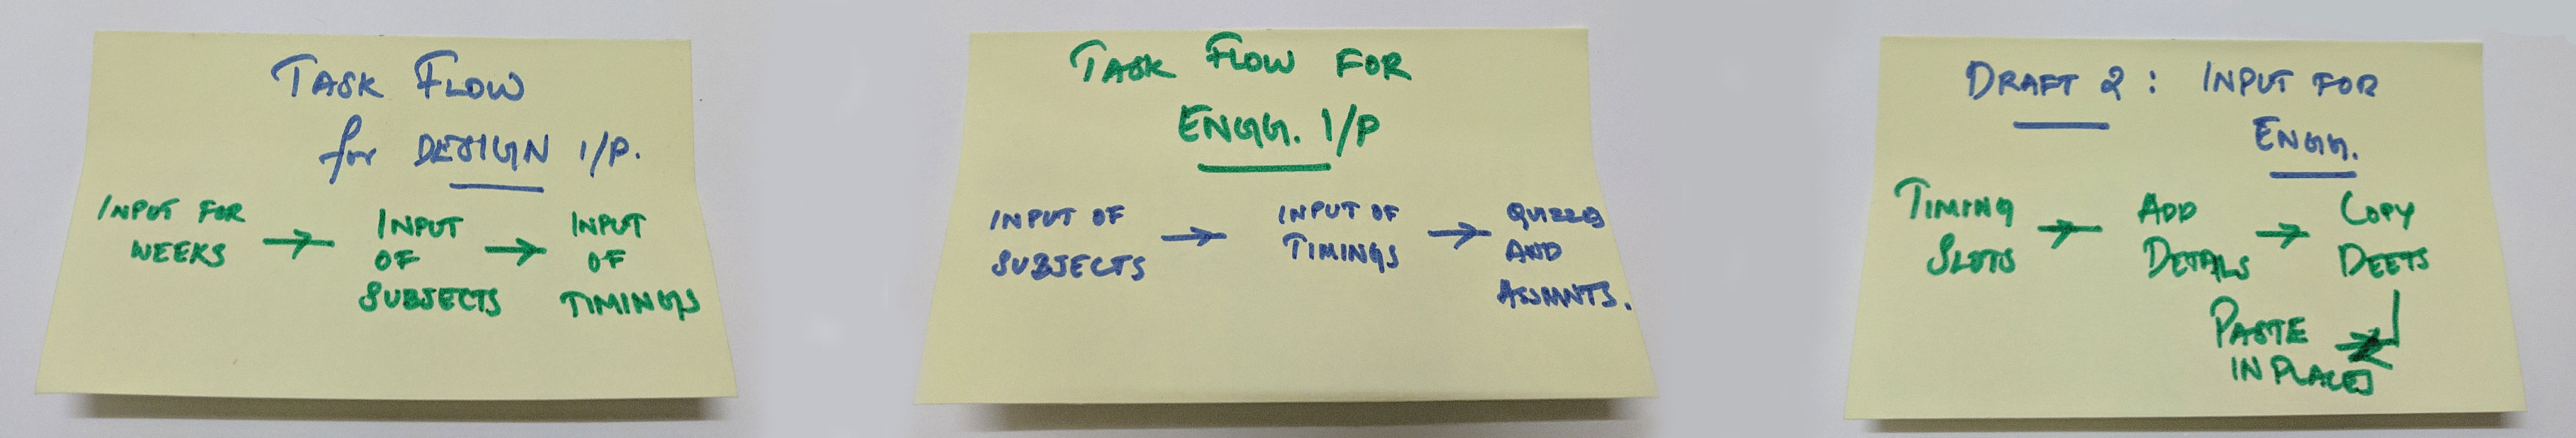 TASK FLOW
for DESIGN I/P.
INPUT FOR
WEEKS
→
INPUT
OF
SUBJECTS
→
INPUT
OF
TIMINGS
TASK FLOW FOR
ENGG. I/P
INPUT OF
SUBJECTS
→
INPUT OF
TIMINGS
→
QUIZZES
AND
ASSMNTS.
DRAFT 2: INPUT FOR
ENGG.
TIMING
SLOTS
→
ADD
DETAILS
→
COPY
DEETS
PASTE
IN PLACES